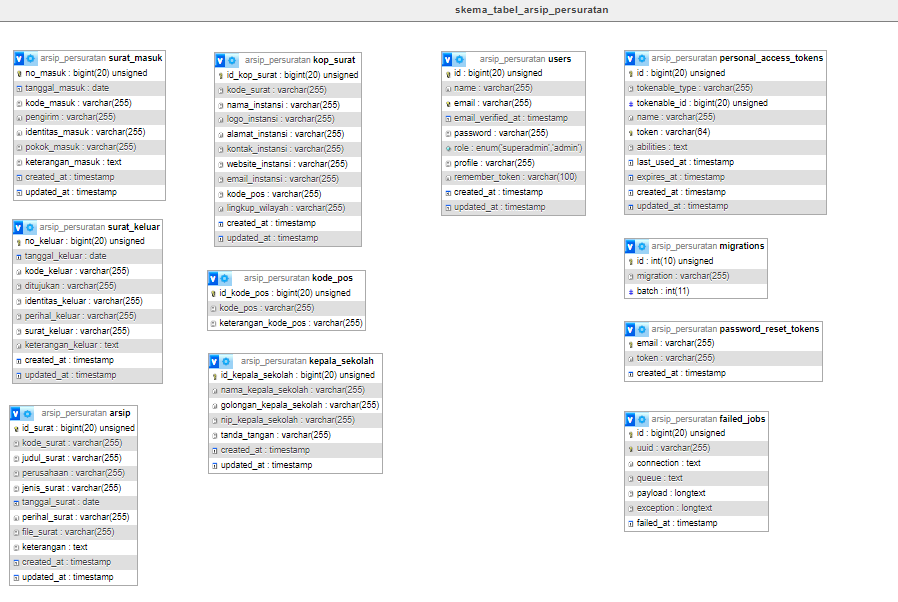 skema_tabel_arsip_persuratan
arsip_persuratan surat_masuk
no_masuk : bigint(20) unsigned
tanggal_masuk : date
kode_masuk : varchar(255)
pengirim : varchar(255)
identitas_masuk : varchar(255)
pokok_masuk : varchar(255)
keterangan_masuk : text
created_at : timestamp
updated_at : timestamp
arsip_persuratan surat_keluar
no_keluar : bigint(20) unsigned
tanggal_keluar : date
kode_keluar : varchar(255)
ditujukan : varchar(255)
identitas_keluar : varchar(255)
perihal_keluar : varchar(255)
surat_keluar : varchar(255)
keterangan_keluar : text
created_at : timestamp
updated_at : timestamp
arsip_persuratan arsip
id_surat : bigint(20) unsigned
kode_surat : varchar(255)
judul_surat : varchar(255)
perusahaan : varchar(255)
jenis_surat : varchar(255)
tanggal_surat : date
perihal_surat : varchar(255)
file_surat : varchar(255)
keterangan : text
created_at : timestamp
updated_at : timestamp
arsip_persuratan kop_surat
id_kop_surat : bigint(20) unsigned
kode_surat : varchar(255)
nama_instansi : varchar(255)
logo_instansi : varchar(255)
alamat_instansi : varchar(255)
kontak_instansi : varchar(255)
website_instansi : varchar(255)
email_instansi : varchar(255)
kode_pos : varchar(255)
lingkup_wilayah : varchar(255)
created_at : timestamp
updated_at : timestamp
arsip_persuratan kode_pos
id_kode_pos : bigint(20) unsigned
kode_pos : varchar(255)
keterangan_kode_pos : varchar(255)
arsip_persuratan kepala_sekolah
id_kepala_sekolah : bigint(20) unsigned
nama_kepala_sekolah : varchar(255)
golongan_kepala_sekolah : varchar(255)
nip_kepala_sekolah : varchar(255)
tanda_tangan : varchar(255)
created_at : timestamp
updated_at : timestamp
arsip_persuratan users
id : bigint(20) unsigned
name : varchar(255)
email : varchar(255)
email_verified_at : timestamp
password : varchar(255)
role : enum('superadmin','admin')
profile : varchar(255)
remember_token : varchar(100)
created_at : timestamp
updated_at : timestamp
arsip_persuratan personal_access_tokens
id : bigint(20) unsigned
tokenable_type : varchar(255)
tokenable_id : bigint(20) unsigned
name : varchar(255)
token : varchar(64)
abilities : text
last_used_at : timestamp
expires_at : timestamp
created_at : timestamp
updated_at : timestamp
arsip_persuratan migrations
id : int(10) unsigned
migration : varchar(255)
batch : int(11)
arsip_persuratan password_reset_tokens
email : varchar(255)
token : varchar(255)
created_at : timestamp
arsip_persuratan failed_jobs
id : bigint(20) unsigned
uuid : varchar(255)
connection : text
queue : text
payload : longtext
exception : longtext
failed_at : timestamp